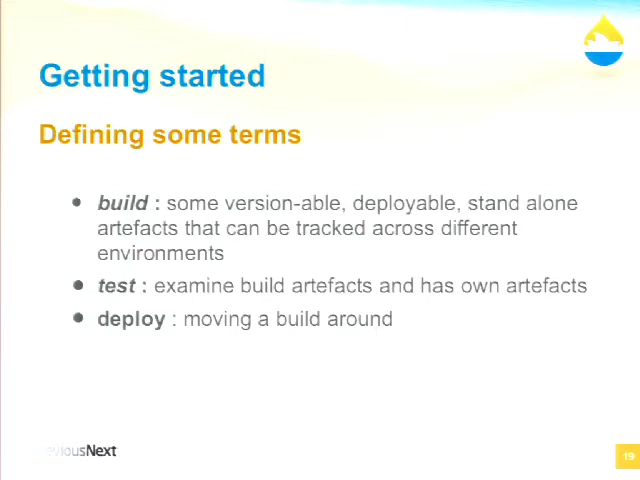 Getting started
Defining some terms
build : some version-able, deployable, stand alone
artefacts that can be tracked across different
environments
test : examine build artefacts and has own artefacts
deploy : moving a build around
PreviousNext
19